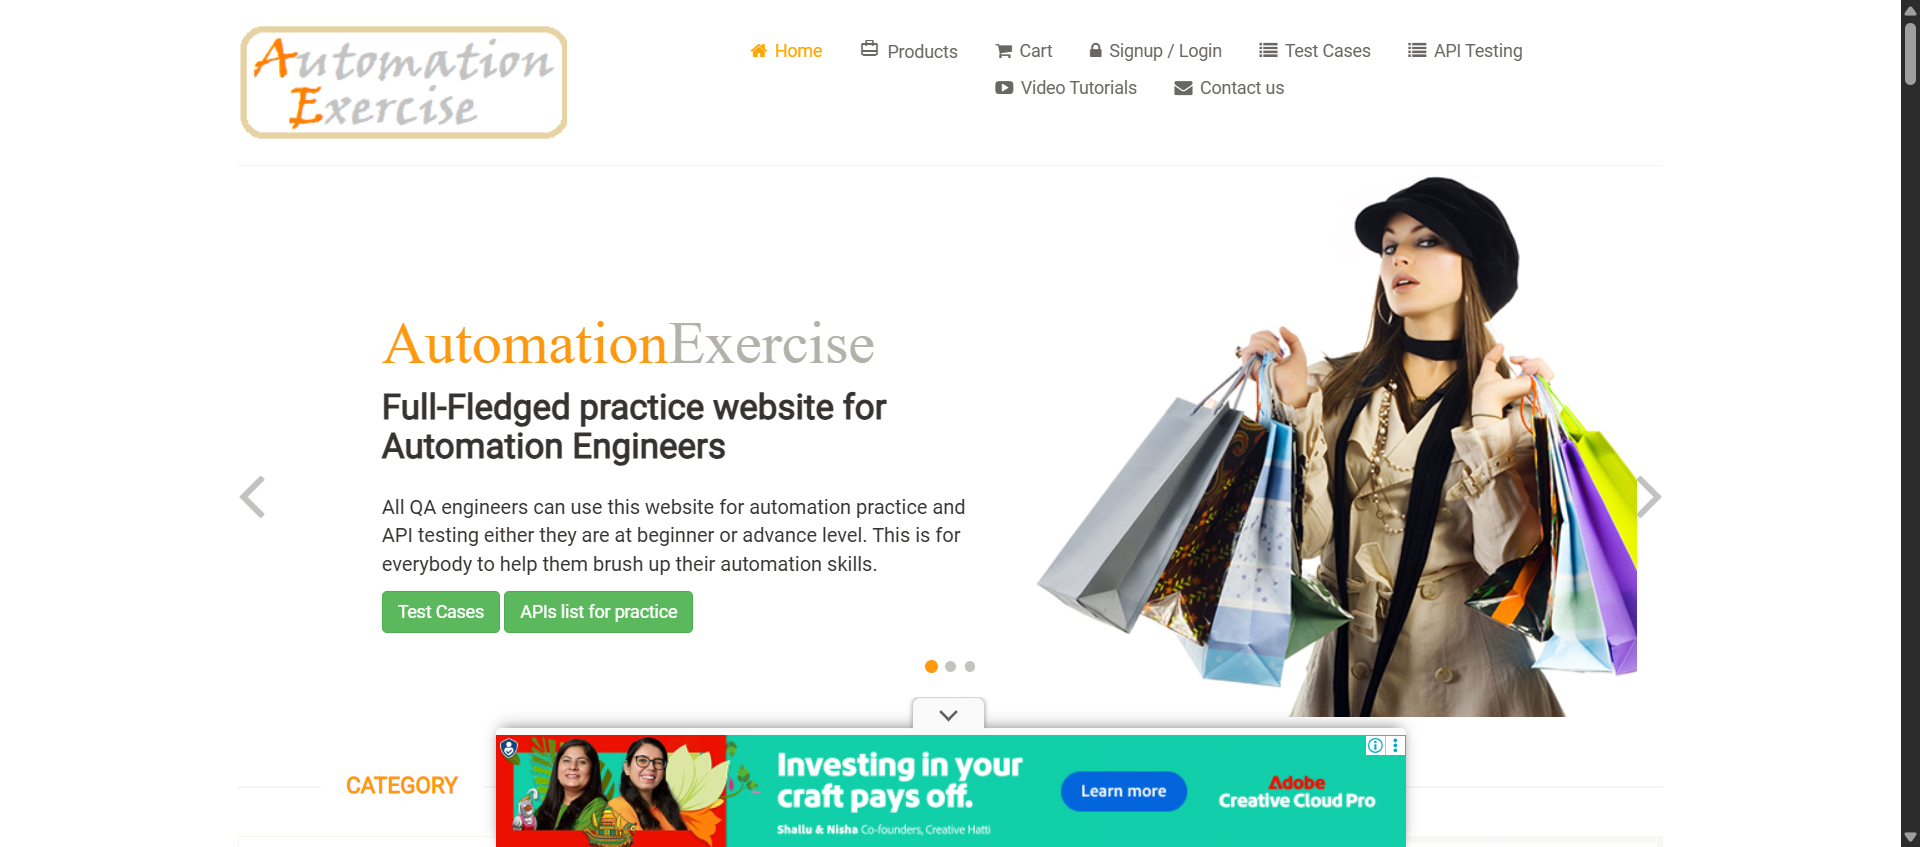 Automation
Exercise
Home
Products
Cart
Signup / Login
Test Cases
API Testing
Video Tutorials
Contact us
AutomationExercise
Full-Fledged practice website for
Automation Engineers
All QA engineers can use this website for automation practice and
API testing either they are at beginner or advance level. This is for
everybody to help them brush up their automation skills.
Test Cases
APIs list for practice
CATEGORY
Investing in your
craft pays off.
Shallu & Nisha Co-founders, Creative Hatti
Learn more
Adobe
Creative Cloud Pro